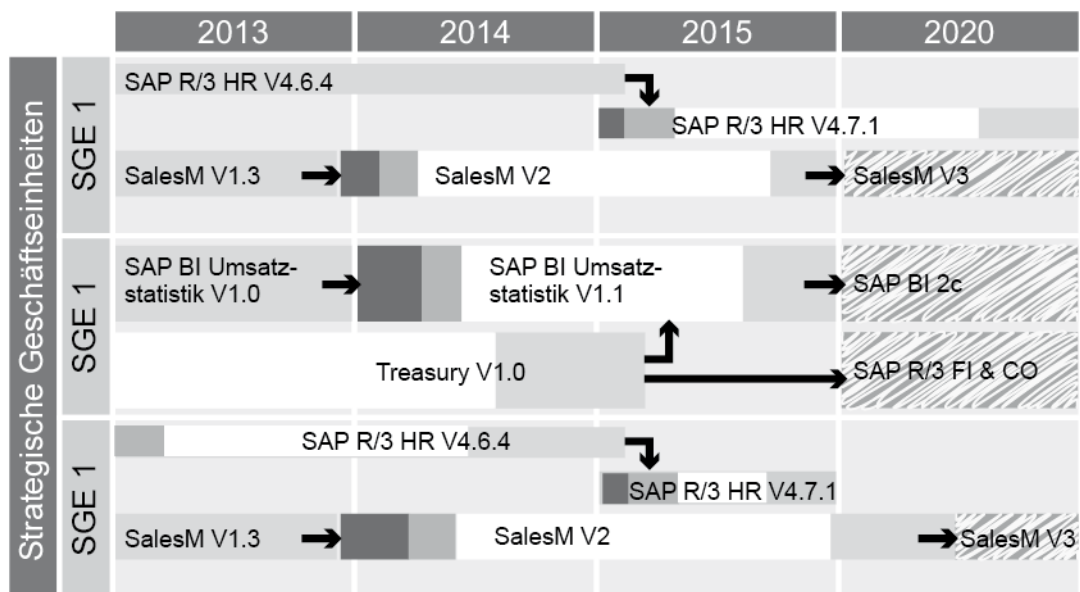 2013
2014
2015
2020
Strategische Geschäftseinheiten
SGE 1
SAP R/3 HR V4.6.4
SAP R/3 HR V4.7.1
SalesM V1.3
SalesM V2
SalesM V3
SGE 1
SAP BI Umsatz-
statistik V1.0
SAP BI Umsatz-
statistik V1.1
SAP BI 2c
Treasury V1.0
SAP R/3 FI & CO
SGE 1
SAP R/3 HR V4.6.4
SAP R/3 HR V4.7.1
SalesM V1.3
SalesM V2
SalesM V3